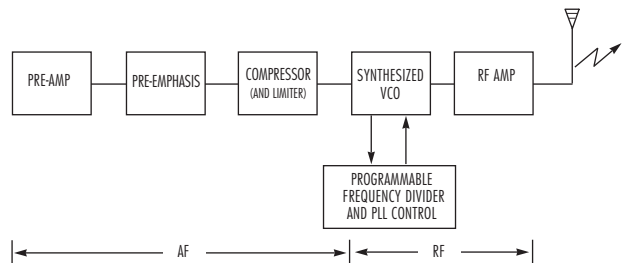 PRE-AMP
PRE-EMPHASIS
COMPRESSOR
(AND LIMITER)
SYNTHESIZED
VCO
RF AMP
PROGRAMMABLE
FREQUENCY DIVIDER
AND PLL CONTROL
AF
RF